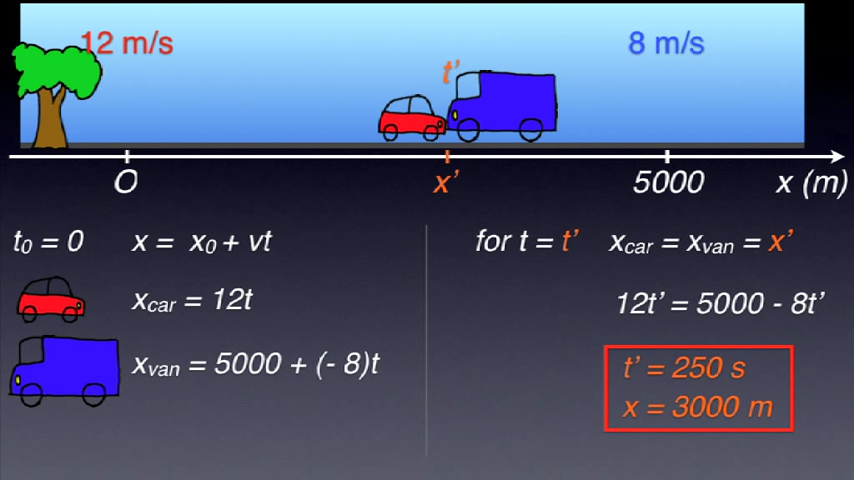 12 m/s
8 m/s
t’
O
x’
5000
x (m)
t₀ = 0
x = x₀ + vt
x_car = 12t
x_van = 5000 + (- 8)t
for t = t’
x_car = x_van = x’
12t’ = 5000 - 8t’
t’ = 250 s
x = 3000 m